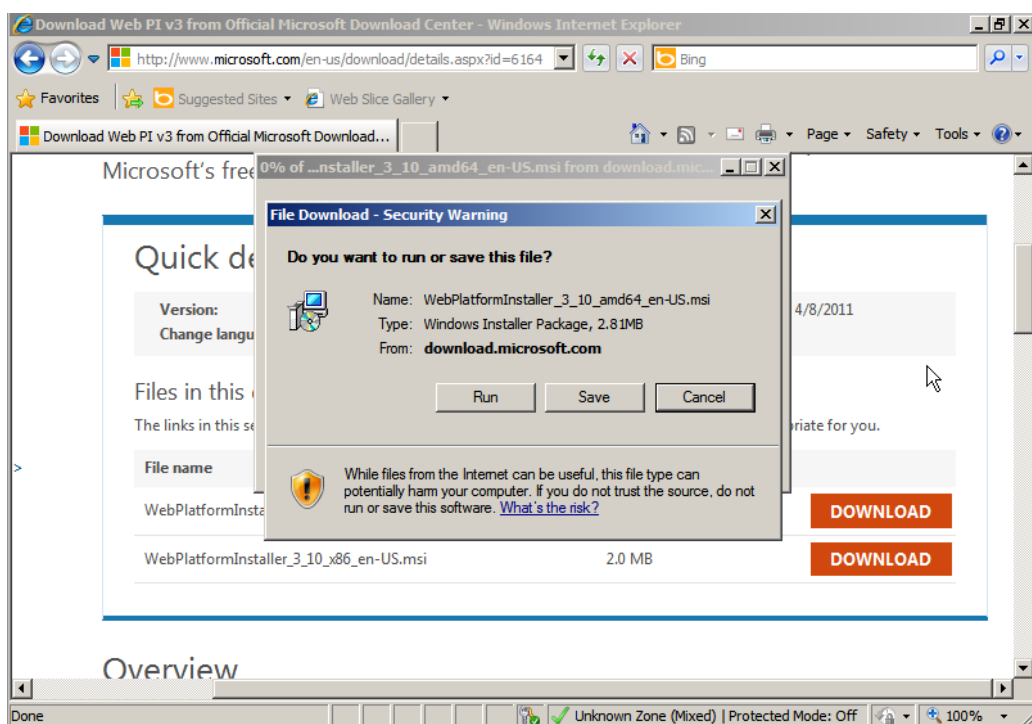 Download Web PI v3 from Official Microsoft Download Center - Windows Internet Explorer
http://www.microsoft.com/en-us/download/details.aspx?id=6164
Bing
Favorites
Suggested Sites
Web Slice Gallery
Download Web PI v3 from Official Microsoft Download...
Page
Safety
Tools
Microsoft's free
0% of ...nstaller_3_10_amd64_en-US.msi from download.mic...
File Download - Security Warning
Do you want to run or save this file?
Name: WebPlatformInstaller_3_10_amd64_en-US.msi
Type: Windows Installer Package, 2.81MB
From: download.microsoft.com
Run
Save
Cancel
While files from the Internet can be useful, this file type can
potentially harm your computer. If you do not trust the source, do not
run or save this software. What's the risk?
Quick de
Version:
4/8/2011
Change langu
Files in this
The links in this se
priate for you.
>
File name
WebPlatformInsta
DOWNLOAD
WebPlatformInstaller_3_10_x86_en-US.msi
2.0 MB
DOWNLOAD
Overview
Done
Unknown Zone (Mixed) | Protected Mode: Off
100%